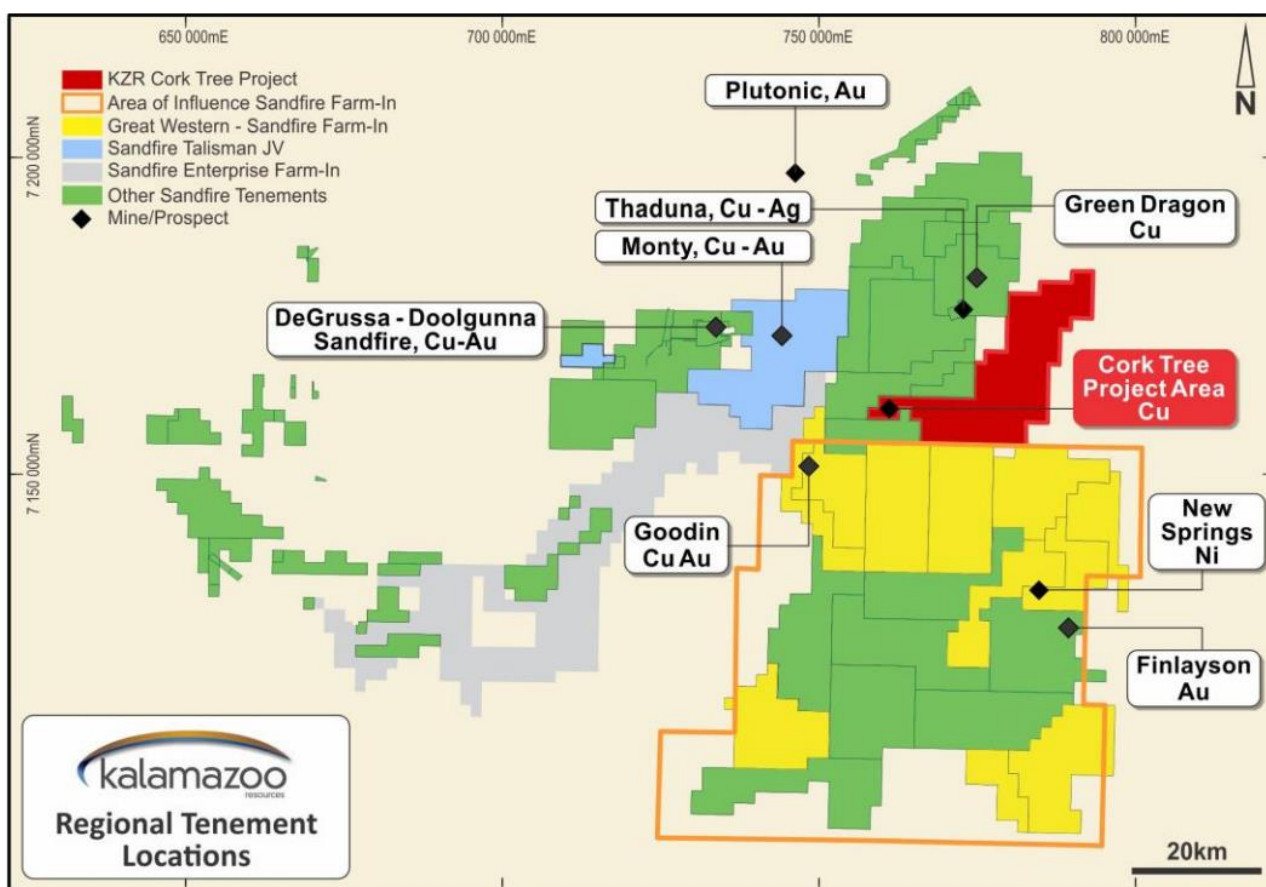 650 000mE
700 000mE
750 000mE
800 000mE
KZR Cork Tree Project
Area of Influence Sandfire Farm-In
Great Western - Sandfire Farm-In
Sandfire Talisman JV
Sandfire Enterprise Farm-In
Other Sandfire Tenements
Mine/Prospect
N
7 200 000mN
7 150 000mN
Plutonic, Au
Thaduna, Cu - Ag
Green Dragon
Cu
Monty, Cu - Au
DeGrussa - Doolgunna
Sandfire, Cu-Au
Cork Tree
Project Area
Cu
Goodin
Cu Au
New
Springs
Ni
Finlayson
Au
kalamazoo
resources
Regional Tenement
Locations
20km